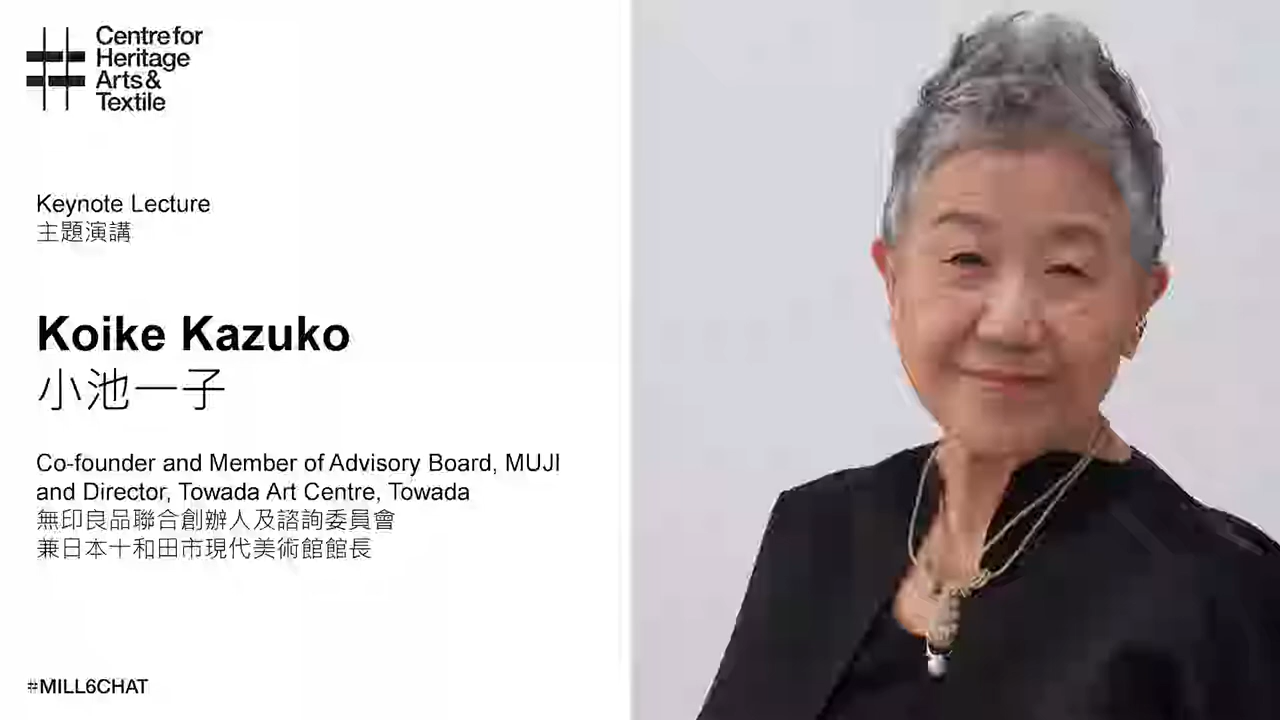 Centre for
Heritage
Arts &
Textile
Keynote Lecture
主題演講
Koike Kazuko
小池一子
Co-founder and Member of Advisory Board, MUJI
and Director, Towada Art Centre, Towada
無印良品聯合創辦人及諮詢委員會
兼日本十和田市現代美術館館長
#MILL6CHAT